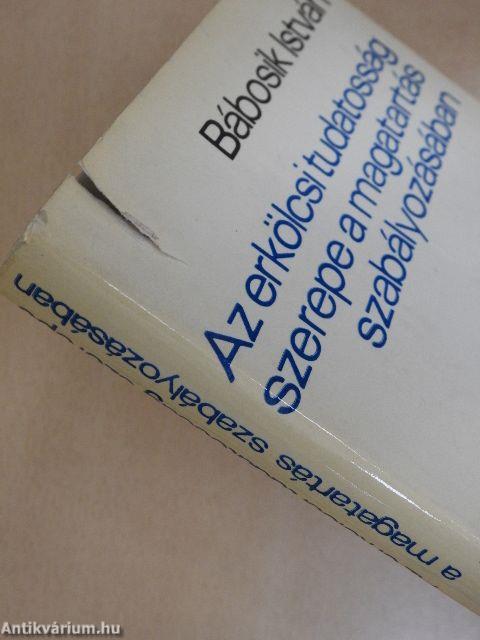 Bábosik István
Az erkölcsi tudatosság
szerepe a magatartás
szabályozásában
a magatartás szabályozásában
Antikvárium.hu